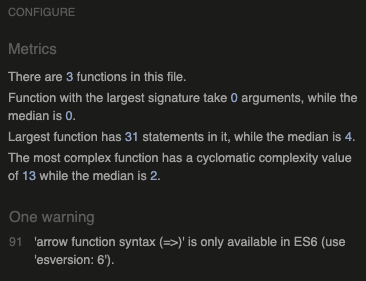 CONFIGURE
Metrics
There are 3 functions in this file.
Function with the largest signature take 0 arguments, while the
median is 0.
Largest function has 31 statements in it, while the median is 4.
The most complex function has a cyclomatic complexity value
of 13 while the median is 2.
One warning
91 'arrow function syntax (=>)' is only available in ES6 (use
'esversion: 6').